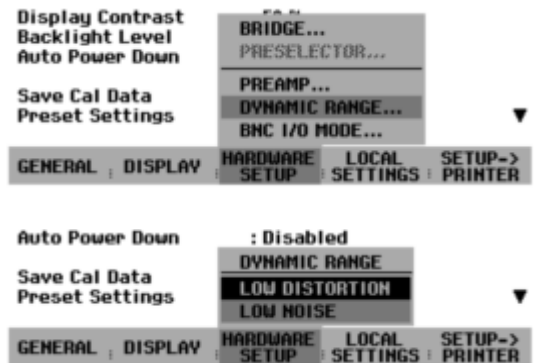 Display Contrast
Backlight Level
Auto Power Down
Save Cal Data
Preset Settings
BRIDGE...
PRESELECTOR...
PREAMP...
DYNAMIC RANGE...
BNC I/O MODE...
GENERAL DISPLAY HARDWARE SETUP LOCAL SETTINGS SETUP-> PRINTER
Auto Power Down : Disabled
Save Cal Data
Preset Settings
DYNAMIC RANGE
LOW DISTORTION
LOW NOISE
GENERAL DISPLAY HARDWARE SETUP LOCAL SETTINGS SETUP-> PRINTER